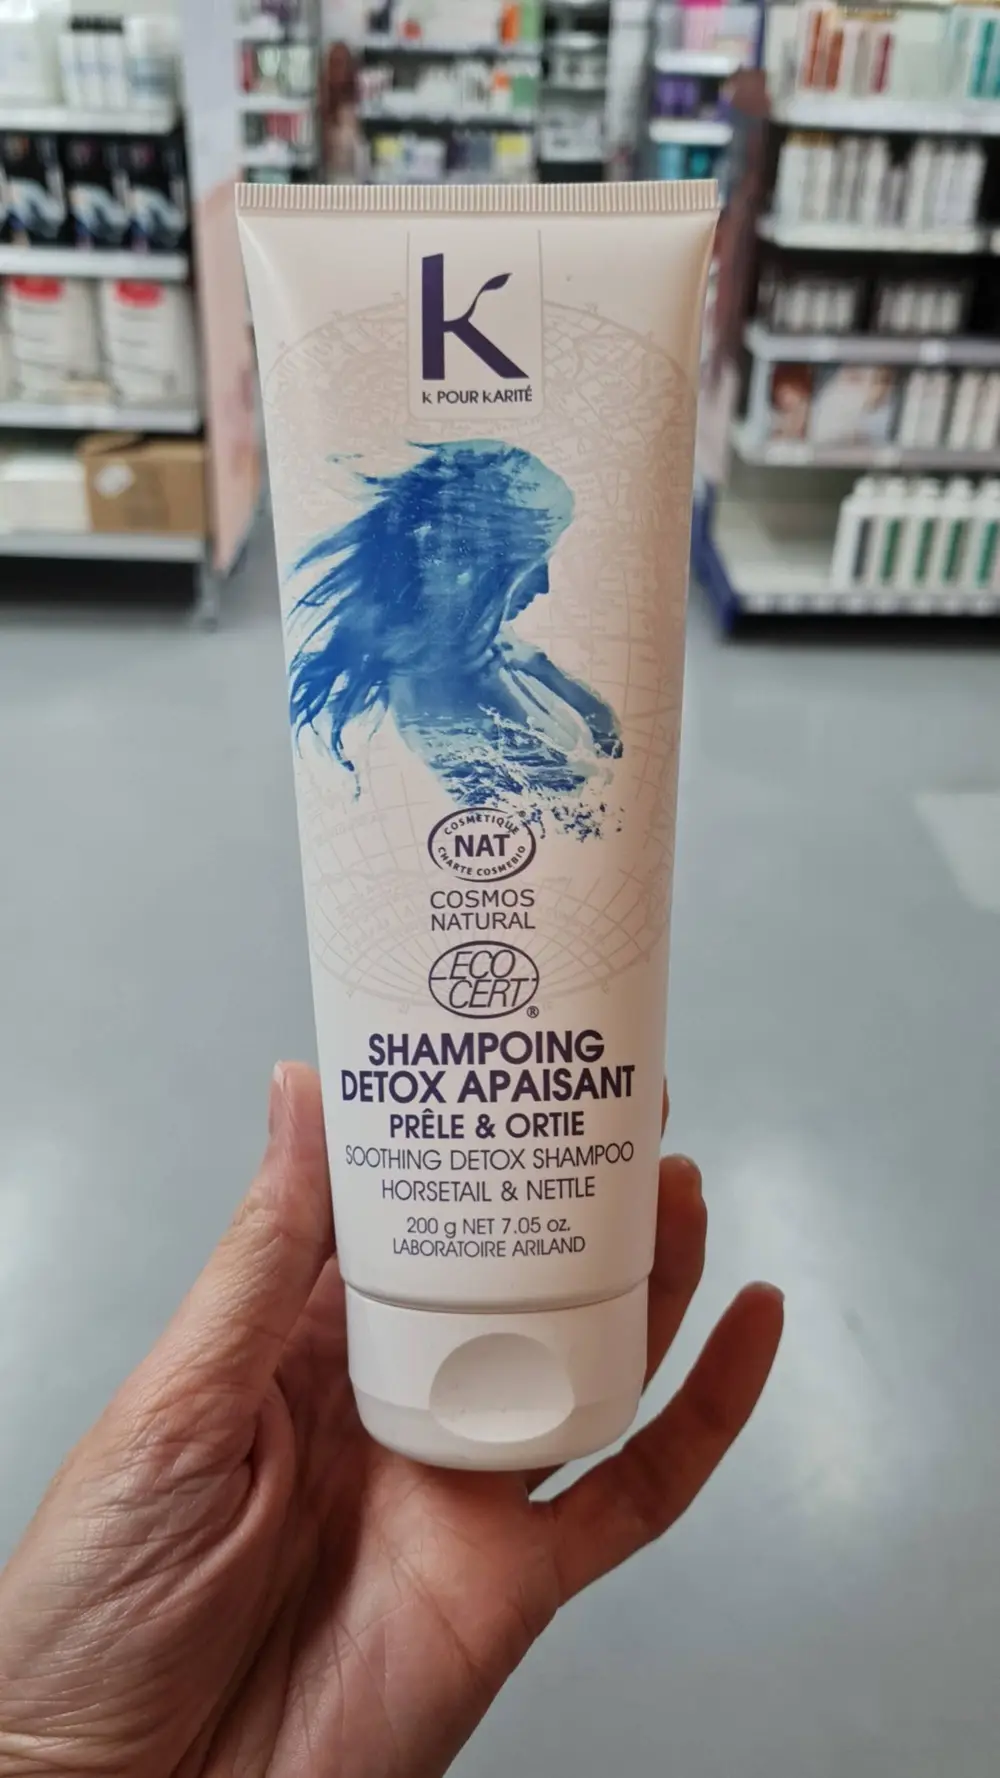 K
K POUR KARITÉ
COSMETIQUE
NAT
CHARTE COSMEBIO
COSMOS
NATURAL
ECO
CERT
®
SHAMPOING
DETOX APAISANT
PRÊLE & ORTIE
SOOTHING DETOX SHAMPOO
HORSETAIL & NETTLE
200 g NET 7.05 oz.
LABORATOIRE ARILAND